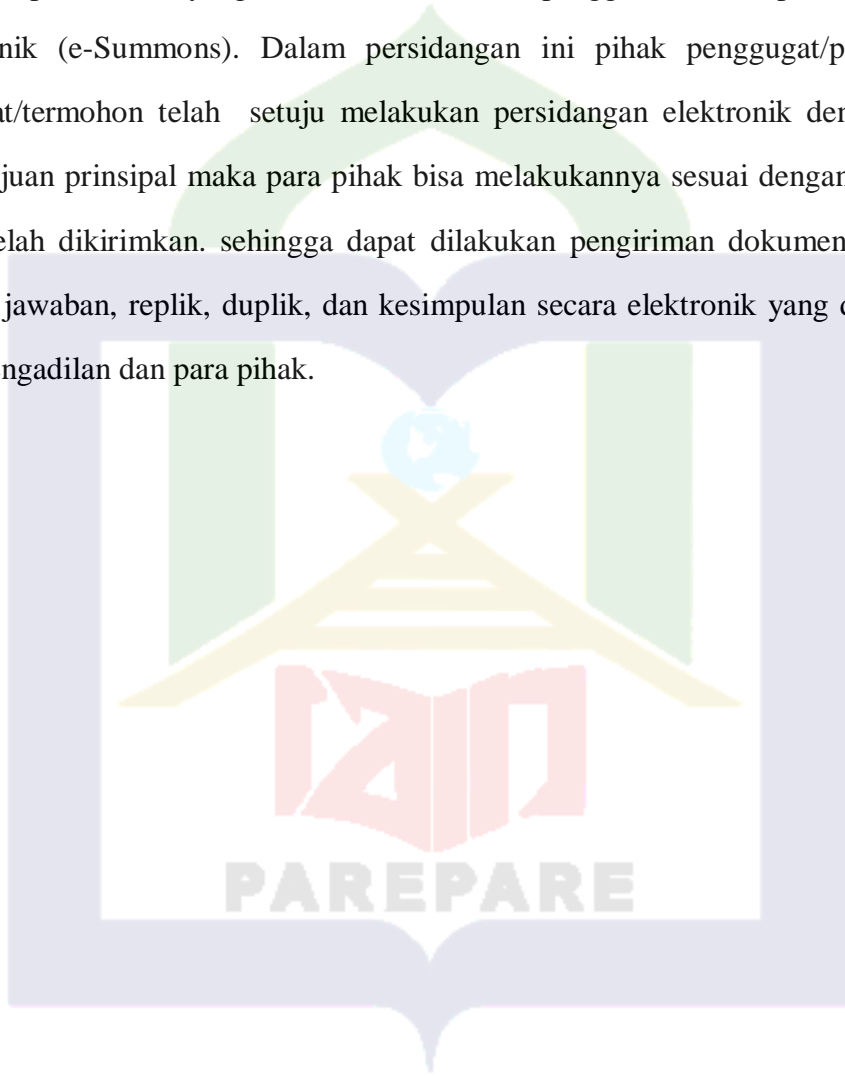 nik (e-Summons). Dalam persidangan ini pihak penggugat/p
at/termohon telah setuju melakukan persidangan elektronik der
juan prinsipal maka para pihak bisa melakukannya sesuai dengan
elah dikirimkan. sehingga dapat dilakukan pengiriman dokumen
jawaban, replik, duplik, dan kesimpulan secara elektronik yang
ngadilan dan para pihak.
iain
PAREPARE